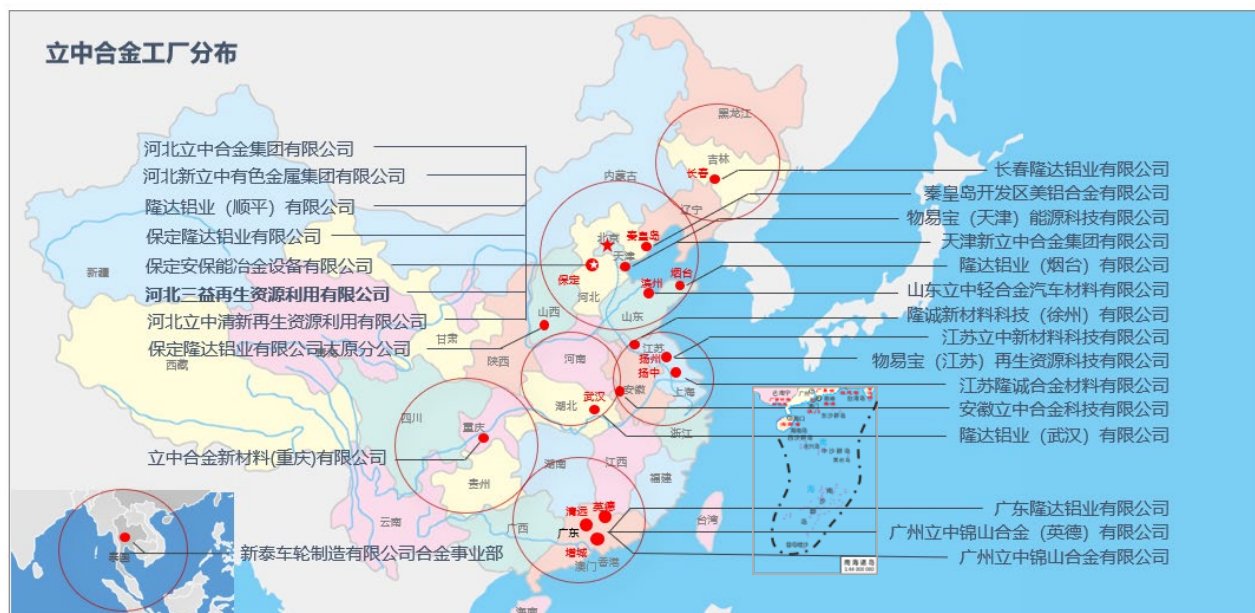 立中合金工厂分布
河北立中合金集团有限公司
河北新立中有色金属集团有限公司
隆达铝业（顺平）有限公司
保定隆达铝业有限公司
保定安保能冶金设备有限公司
河北三益再生资源利用有限公司
河北立中清新再生资源利用有限公司
保定隆达铝业有限公司太原分公司
立中合金新材料(重庆)有限公司
新泰车轮制造有限公司合金事业部
长春隆达铝业有限公司
秦皇岛开发区美铝合金有限公司
物易宝（天津）能源科技有限公司
天津新立中合金集团有限公司
隆达铝业（烟台）有限公司
山东立中轻合金汽车材料有限公司
隆诚新材料科技（徐州）有限公司
江苏立中新材料科技有限公司
物易宝（江苏）再生资源科技有限公司
江苏隆诚合金材料有限公司
安徽立中合金科技有限公司
隆达铝业（武汉）有限公司
广东隆达铝业有限公司
广州立中锦山合金（英德）有限公司
广州立中锦山合金有限公司
黑龙江
吉林
长春
内蒙古
辽宁
北京
秦皇岛
天津
保定
河北
烟台
滨州
山东
山西
新疆
甘肃
西藏
陕西
河南
江苏
扬州
扬中
安徽
上海
四川
湖北
武汉
重庆
浙江
湖南
江西
贵州
福建
云南
广西
清远
英德
广东
增城
香港
澳门
台湾
海南
泰国
南海诸岛